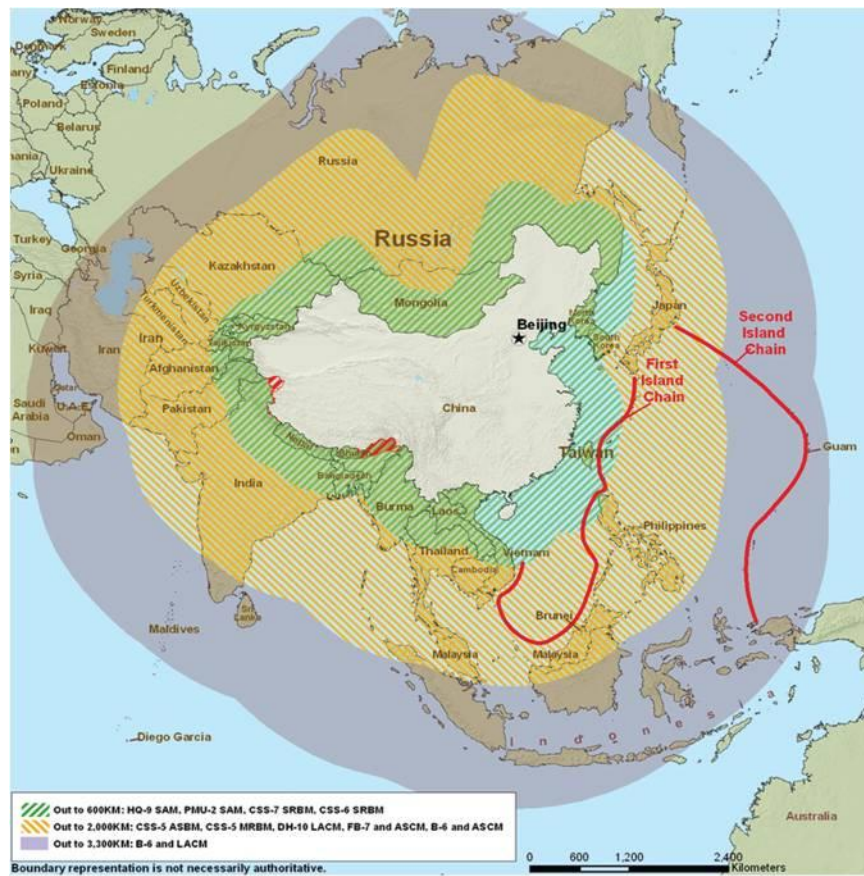 Norway
Sweden
Denmark
Finland
Estonia
Poland
Belarus
Ukraine
Russia
Turkey
Georgia
Kazakhstan
Russia
Syria
Uzbekistan
Turkmenistan
Mongolia
Kyrgyzstan
Tajikistan
Beijing
North
Korea
South
Korea
Japan
Second
Island
Chain
First
Island
Chain
Iraq
Iran
Iran
Kuwait
Afghanistan
Qatar
Saudi
Arabia
U.A.E.
Pakistan
Oman
China
Nepal
Bhutan
Taiwan
Guam
India
Bangladesh
Burma
Laos
Thailand
Vietnam
Philippines
Cambodia
Sri
Lanka
Maldives
Brunei
Malaysia
Malaysia
Indonesia
Diego Garcia
Australia
Out to 600KM: HQ-9 SAM, PMU-2 SAM, CSS-7 SRBM, CSS-6 SRBM
Out to 2,000KM: CSS-5 ASBM, CSS-5 MRBM, DH-10 LACM, FB-7 and ASCM, B-6 and ASCM
Out to 3,300KM: B-6 and LACM
Boundary representation is not necessarily authoritative.
0 600 1,200 2,400
Kilometers